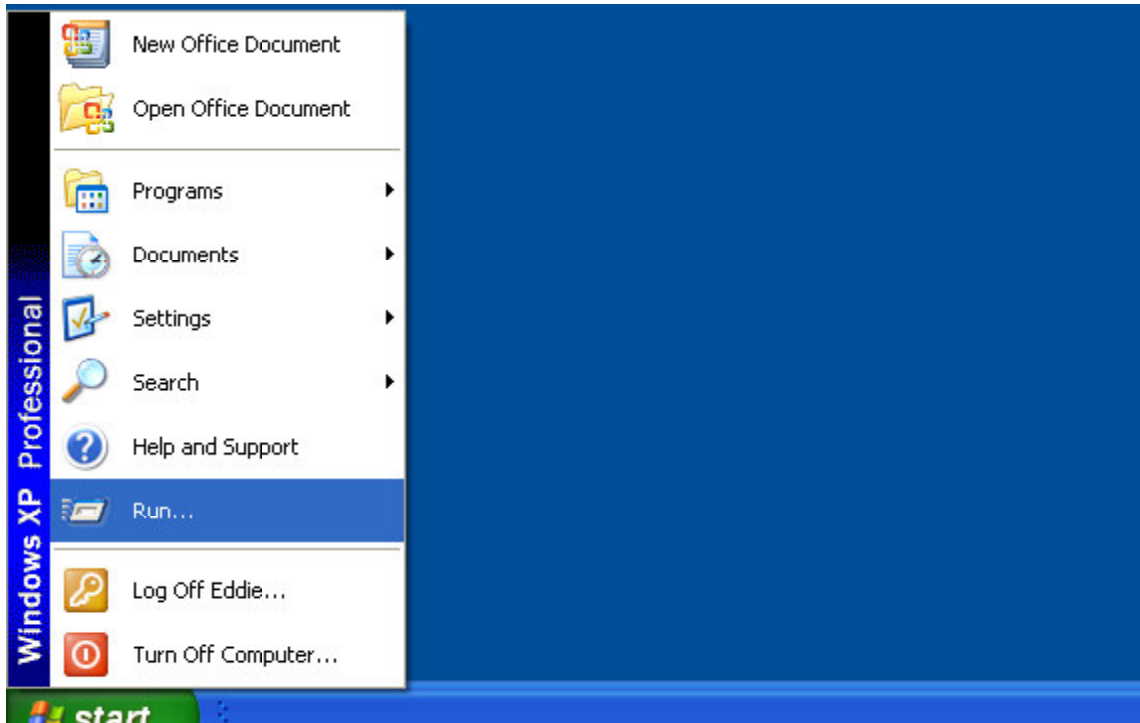 New Office Document
Open Office Document
Programs
Documents
Settings
Search
Help and Support
Run...
Log Off Eddie...
Turn Off Computer...
Windows XP Professional
start